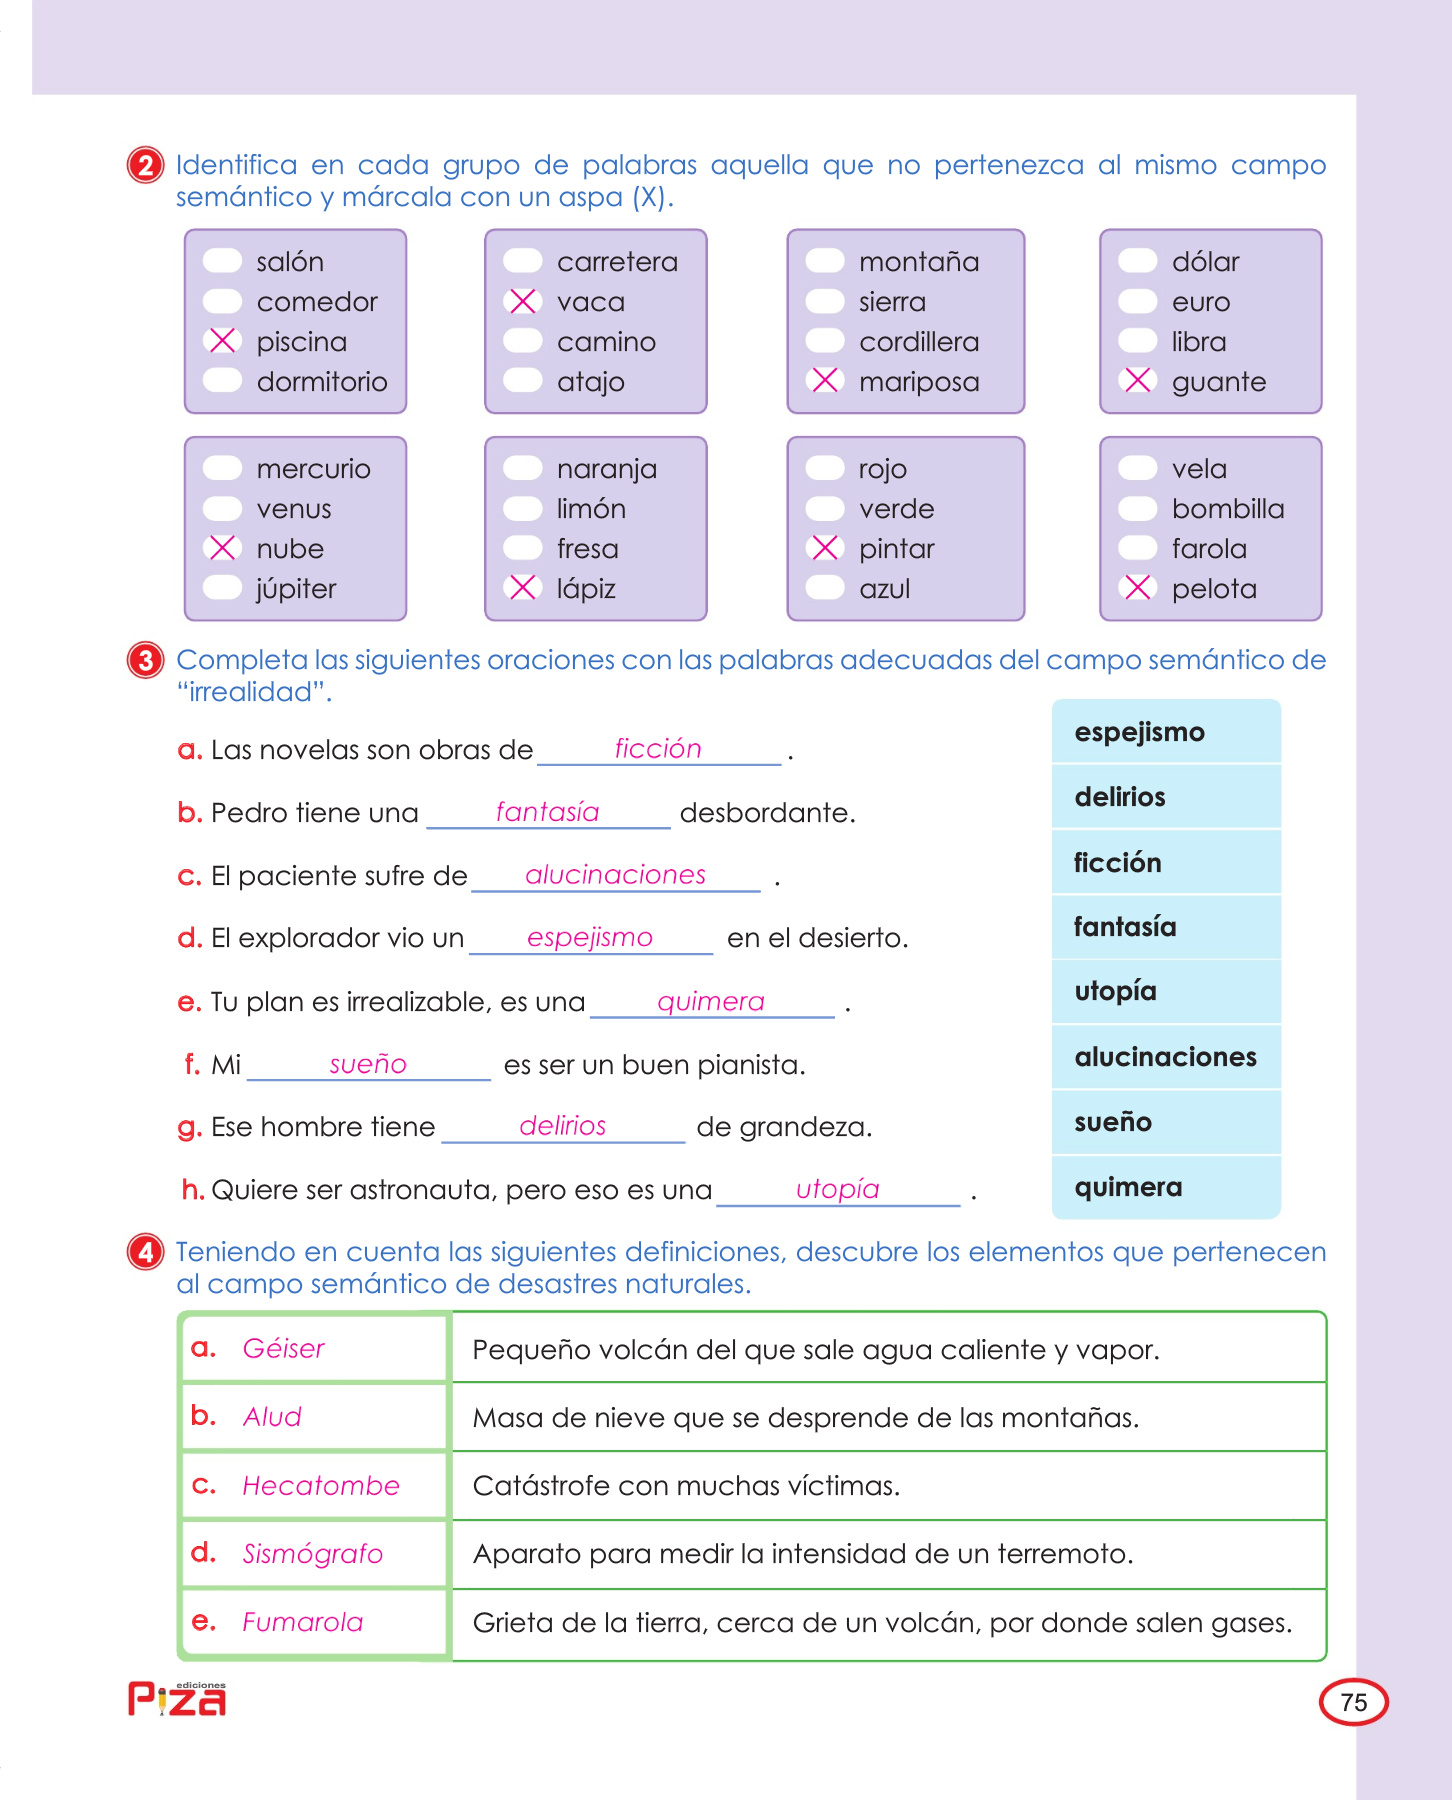 2 Identifica en cada grupo de palabras aquella que no pertenezca al mismo campo
semántico y márcala con un aspa (X).
salón
comedor
X piscina
dormitorio
carretera
X vaca
camino
atajo
montaña
sierra
cordillera
X mariposa
dólar
euro
libra
X guante
mercurio
venus
X nube
júpiter
naranja
limón
fresa
X lápiz
rojo
verde
X pintar
azul
vela
bombilla
farola
X pelota
3 Completa las siguientes oraciones con las palabras adecuadas del campo semántico de
“irrealidad”.
a. Las novelas son obras de ficción .
b. Pedro tiene una fantasía desbordante.
c. El paciente sufre de alucinaciones .
d. El explorador vio un espejismo en el desierto.
e. Tu plan es irrealizable, es una quimera .
f. Mi sueño es ser un buen pianista.
g. Ese hombre tiene delirios de grandeza.
h. Quiere ser astronauta, pero eso es una utopía .
espejismo
delirios
ficción
fantasía
utopía
alucinaciones
sueño
quimera
4 Teniendo en cuenta las siguientes definiciones, descubre los elementos que pertenecen
al campo semántico de desastres naturales.
a. Géiser Pequeño volcán del que sale agua caliente y vapor.
b. Alud Masa de nieve que se desprende de las montañas.
c. Hecatombe Catástrofe con muchas víctimas.
d. Sismógrafo Aparato para medir la intensidad de un terremoto.
e. Fumarola Grieta de la tierra, cerca de un volcán, por donde salen gases.
ediciones
Piza
75